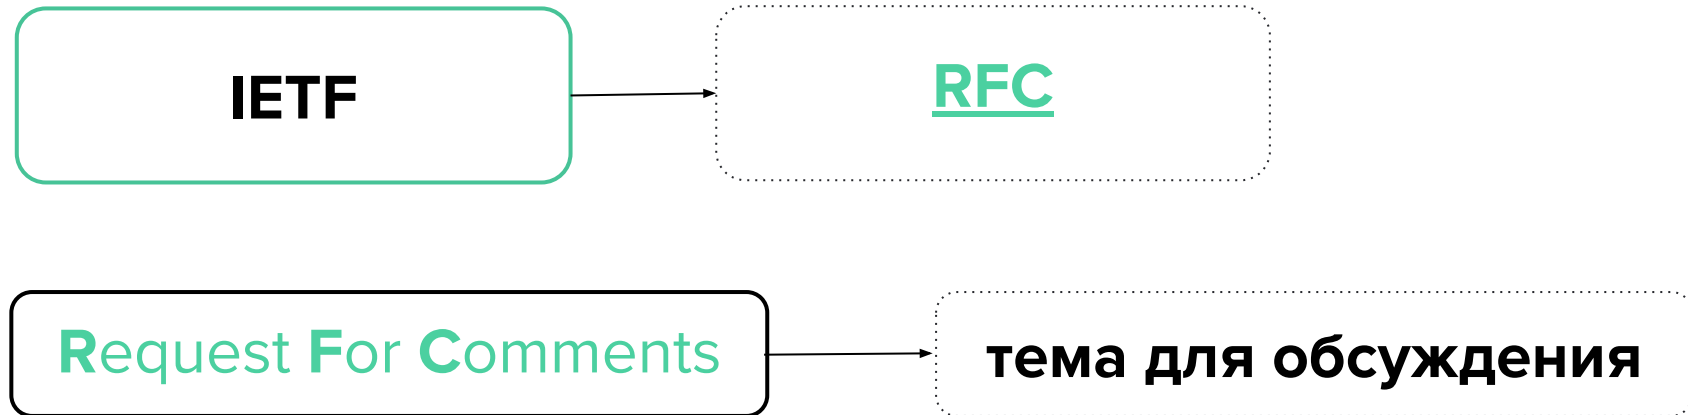 IETF
RFC
Request For Comments
тема для обсуждения